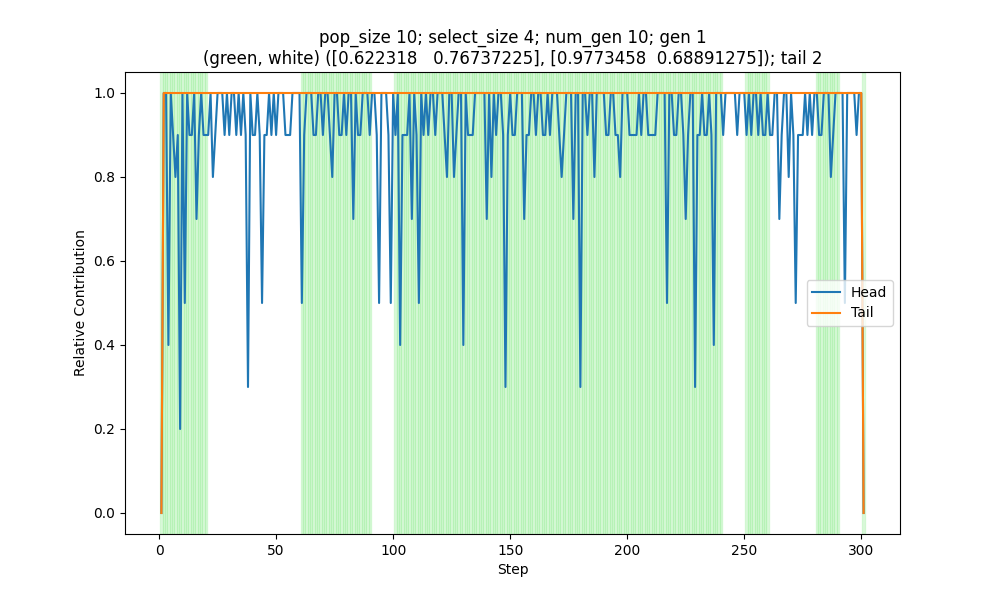 pop_size 10; select_size 4; num_gen 10; gen 1
(green, white) ([0.622318   0.76737225], [0.9773458  0.68891275]); tail 2
1.0
0.8
0.6
0.4
0.2
0.0
Relative Contribution
Head
Tail
0 50 100 150 200 250 300
Step